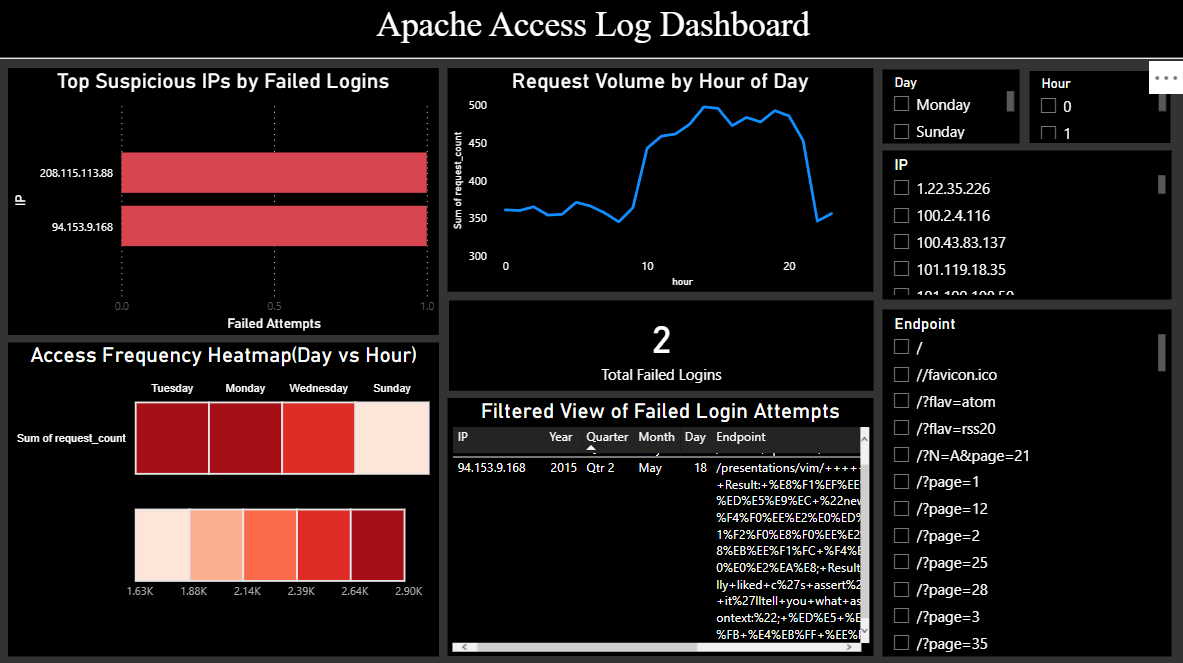 Apache Access Log Dashboard
Top Suspicious IPs by Failed Logins
IP
208.115.113.88
94.153.9.168
0.0 0.5 1.0
Failed Attempts
Request Volume by Hour of Day
Sum of request_count
500
450
400
350
300
0 10 20
hour
Day
Monday
Sunday
Hour
0
1
IP
1.22.35.226
100.2.4.116
100.43.83.137
101.119.18.35
2
Total Failed Logins
Access Frequency Heatmap(Day vs Hour)
Tuesday Monday Wednesday Sunday
Sum of request_count
1.63K 1.88K 2.14K 2.39K 2.64K 2.90K
Filtered View of Failed Login Attempts
IP Year Quarter Month Day Endpoint
94.153.9.168 2015 Qtr 2 May 18 /presentations/vim/++++
+Result:+%E8%F1%EF%EE
%ED%E5%E9%EC+%22new
%F4%F0%EE%E2%E0%ED%
1%F2%F0%E8%F0%EE%E2
8%EB%EE%F1%FC+%F4%E
0%E0%E2%EA%E8;+Result
lly+liked+c%27s+assert%2
+it%27lltell+you+what+as
ontext:%22;+%ED%E5+%E
%FB+%E4%EB%FF+%EE%F
Endpoint
/
//favicon.ico
/?flav=atom
/?flav=rss20
/?N=A&page=21
/?page=1
/?page=12
/?page=2
/?page=25
/?page=28
/?page=3
/?page=35